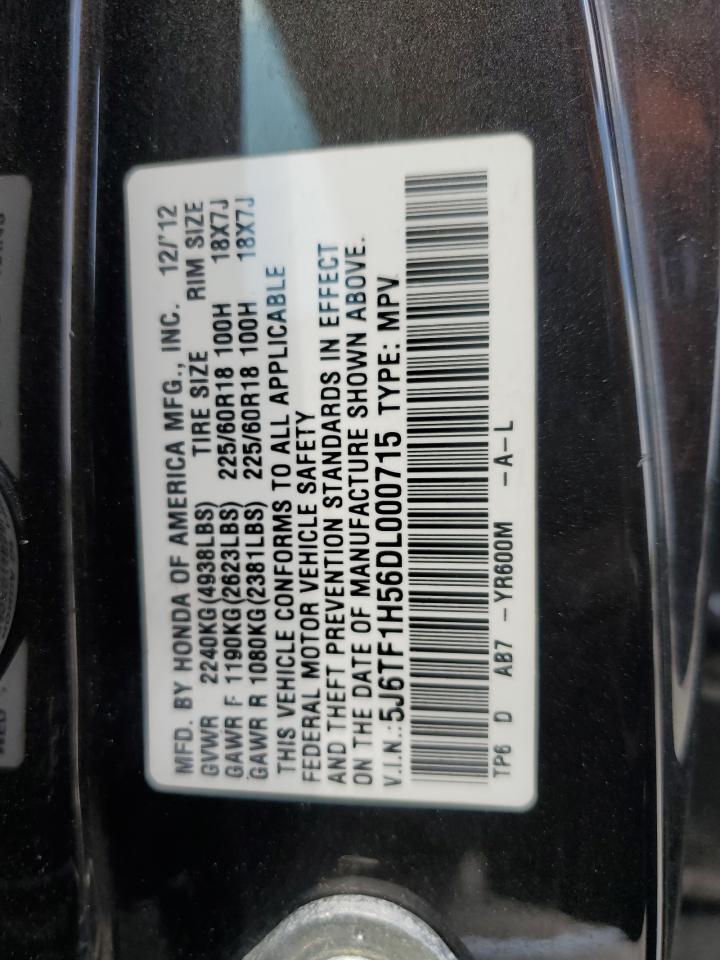 MFD. BY HONDA OF AMERICA MFG., INC. 12/'12
GVWR 2240KG(4938LBS) TIRE SIZE RIM SIZE
GAWR F 1190KG(2623LBS) 225/60R18 100H 18X7J
GAWR R 1080KG(2381LBS) 225/60R18 100H 18X7J
THIS VEHICLE CONFORMS TO ALL APPLICABLE
FEDERAL MOTOR VEHICLE SAFETY
AND THEFT PREVENTION STANDARDS IN EFFECT
ON THE DATE OF MANUFACTURE SHOWN ABOVE.
V.I.N.:5J6TF1H56DL000715 TYPE: MPV
TP6 D AB7 -YR600M -A-L